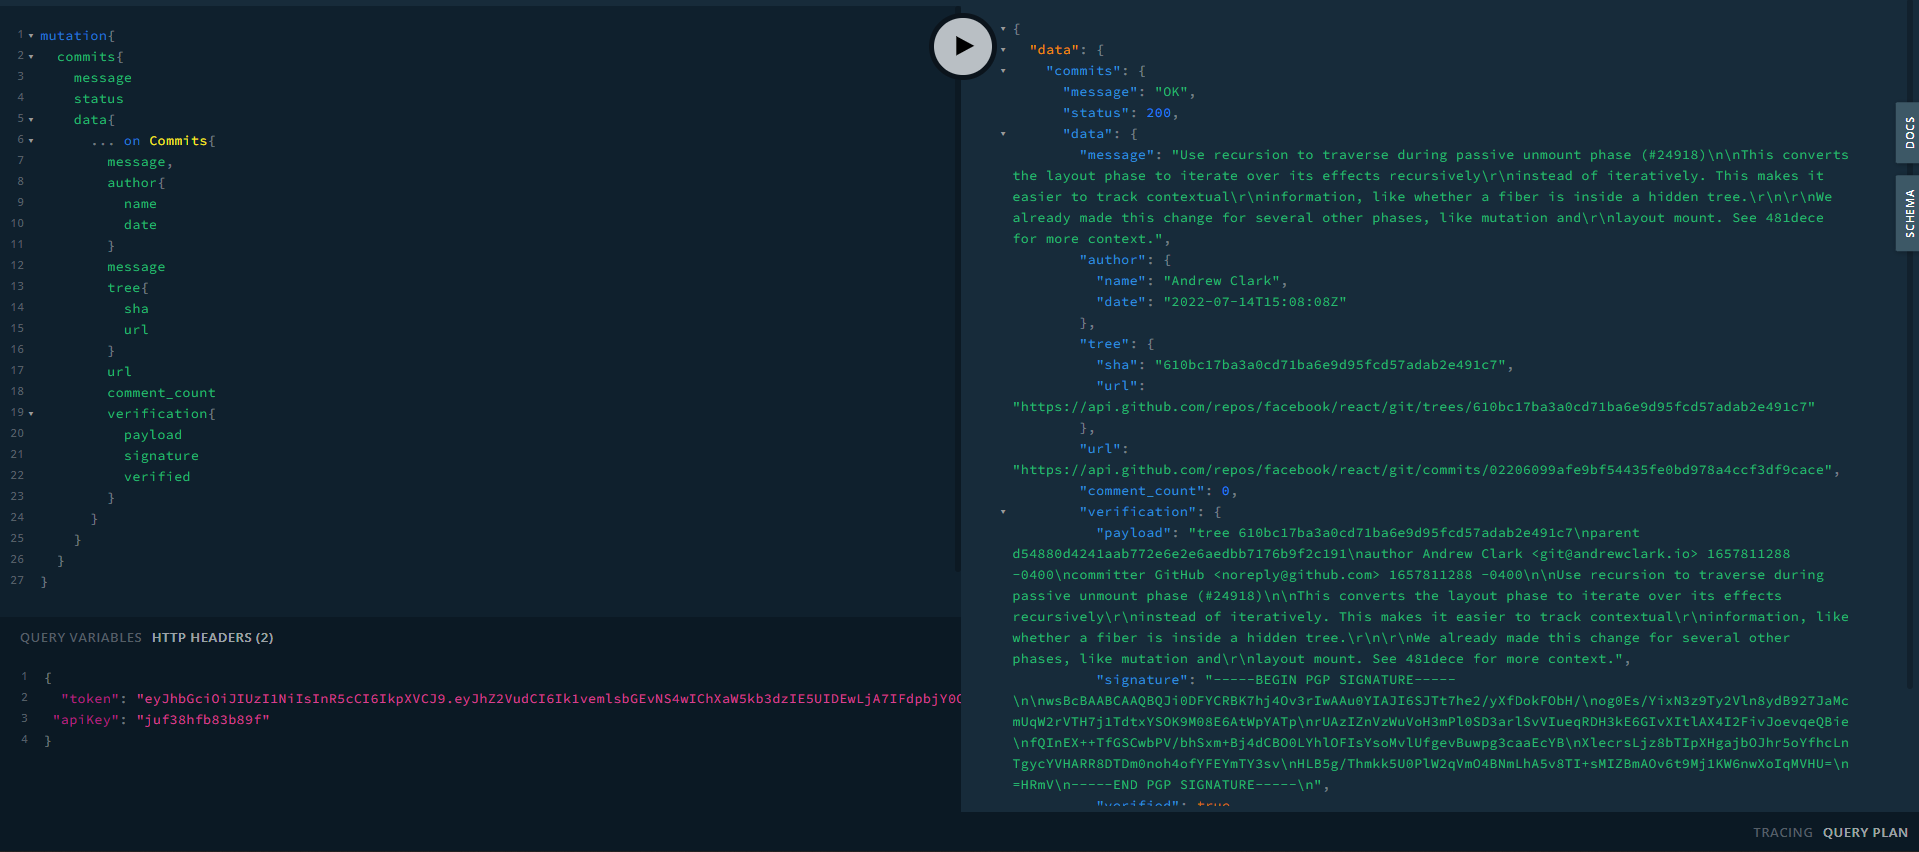 1 mutation{
2 commits{
3 message
4 status
5 data{
6 ... on Commits{
7 message,
8 author{
9 name
10 date
11 }
12 message
13 tree{
14 sha
15 url
16 }
17 url
18 comment_count
19 verification{
20 payload
21 signature
22 verified
23 }
24 }
25 }
26 }
27 }
QUERY VARIABLES HTTP HEADERS (2)
1 {
2 "token": "eyJhbGciOiJIUzI1NiIsInR5cCI6IkpXVCJ9.eyJhZ2VudCI6Ik1vemlsbGEvNS4wIChXaW5kb3dzIE5UIDEwLjA7IFdpbjY0O
3 "apiKey": "juf38hfb83b89f"
4 }
{
"data": {
"commits": {
"message": "OK",
"status": 200,
"data": {
"message": "Use recursion to traverse during passive unmount phase (#24918)\n\nThis converts
the layout phase to iterate over its effects recursively\r\ninstead of iteratively. This makes it
easier to track contextual\r\ninformation, like whether a fiber is inside a hidden tree.\r\n\r\nWe
already made this change for several other phases, like mutation and\r\nlayout mount. See 481dece
for more context.",
"author": {
"name": "Andrew Clark",
"date": "2022-07-14T15:08:08Z"
},
"tree": {
"sha": "610bc17ba3a0cd71ba6e9d95fcd57adab2e491c7",
"url":
"https://api.github.com/repos/facebook/react/git/trees/610bc17ba3a0cd71ba6e9d95fcd57adab2e491c7"
},
"url":
"https://api.github.com/repos/facebook/react/git/commits/02206099afe9bf54435fe0bd978a4ccf3df9cace",
"comment_count": 0,
"verification": {
"payload": "tree 610bc17ba3a0cd71ba6e9d95fcd57adab2e491c7\nparent
d54880d4241aab772e6e2e6aedbb7176b9f2c191\nauthor Andrew Clark <git@andrewclark.io> 1657811288
-0400\ncommitter GitHub <noreply@github.com> 1657811288 -0400\n\nUse recursion to traverse during
passive unmount phase (#24918)\n\nThis converts the layout phase to iterate over its effects
recursively\r\ninstead of iteratively. This makes it easier to track contextual\r\ninformation, like
whether a fiber is inside a hidden tree.\r\n\r\nWe already made this change for several other
phases, like mutation and\r\nlayout mount. See 481dece for more context.",
"signature": "-----BEGIN PGP SIGNATURE-----
\n\nwsBcBAABCAAQBQJi0DFYCRBK7hj4Ov3rIwAAu0YIAJI6SJTt7he2/yXfDokFObH/\nog0Es/YixN3z9Ty2Vln8ydB927JaMc
mUqW2rVTH7j1TdtxYSOK9M08E6AtWpYATp\nrUAzIZnVzWuVoH3mPl0SD3arlSvVIueqRDH3kE6GIvXItlAX4I2FivJoevqeQBie
\nfQInEX++TfGSCwbPV/bhSxm+Bj4dCBO0LYhlOFIsYsoMvlUfgevBuwpg3caaEcYB\nXlecrsLjz8bTIpXHgajbOJhr5oYfhcLn
TgycYVHARR8DTDm0noh4ofYFEYmTY3sv\nHLB5g/Thmkk5U0PlW2qVmO4BNmLhA5v8TI+sMIZBmAOv6t9Mj1KW6nwXoIqMVHU=\n
=HRmV\n-----END PGP SIGNATURE-----\n",
"verified": true
DOCS
SCHEMA
TRACING QUERY PLAN